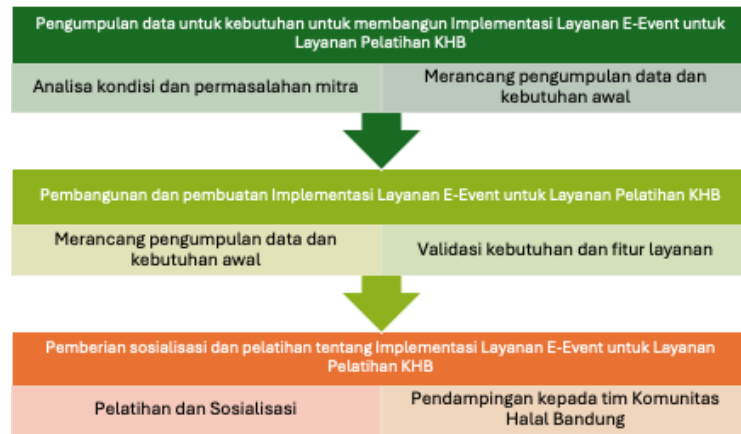 Pengumpulan data untuk kebutuhan untuk membangun Implementasi Layanan E-Event untuk
Layanan Pelatihan KHB
Analisa kondisi dan permasalahan mitra
Merancang pengumpulan data dan
kebutuhan awal
Pembangunan dan pembuatan Implementasi Layanan E-Event untuk Layanan Pelatihan KHB
Merancang pengumpulan data dan
kebutuhan awal
Validasi kebutuhan dan fitur layanan
Pemberian sosialisasi dan pelatihan tentang Implementasi Layanan E-Event untuk Layanan
Pelatihan KHB
Pelatihan dan Sosialisasi
Pendampingan kepada tim Komunitas
Halal Bandung